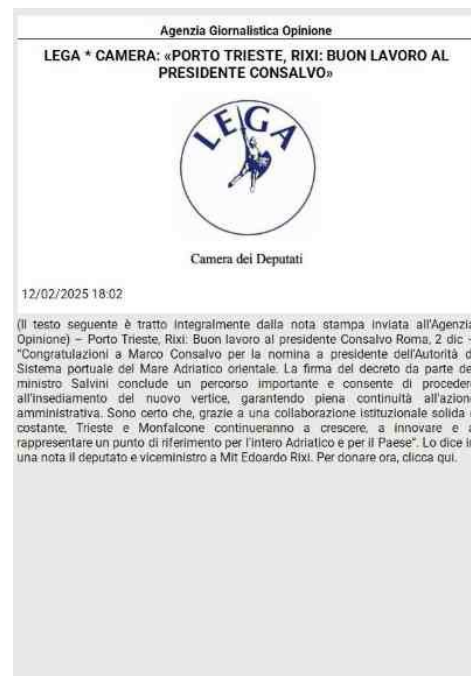 Agenzia Giornalistica Opinione
LEGA * CAMERA: «PORTO TRIESTE, RIXI: BUON LAVORO AL
PRESIDENTE CONSALVO»
LEGA
Camera dei Deputati
12/02/2025 18:02
(Il testo seguente è tratto integralmente dalla nota stampa inviata all'Agenzia
Opinione) – Porto Trieste, Rixi: Buon lavoro al presidente Consalvo Roma, 2 dic –
"Congratulazioni a Marco Consalvo per la nomina a presidente dell'Autorità d
Sistema portuale del Mare Adriatico orientale. La firma del decreto da parte de
ministro Salvini conclude un percorso importante e consente di proceder
all'insediamento del nuovo vertice, garantendo piena continuità all'azion
amministrativa. Sono certo che, grazie a una collaborazione istituzionale solida
costante, Trieste e Monfalcone continueranno a crescere, a innovare e a
rappresentare un punto di riferimento per l'intero Adriatico e per il Paese". Lo dice i
una nota il deputato e viceministro a Mit Edoardo Rixi. Per donare ora, clicca qui.